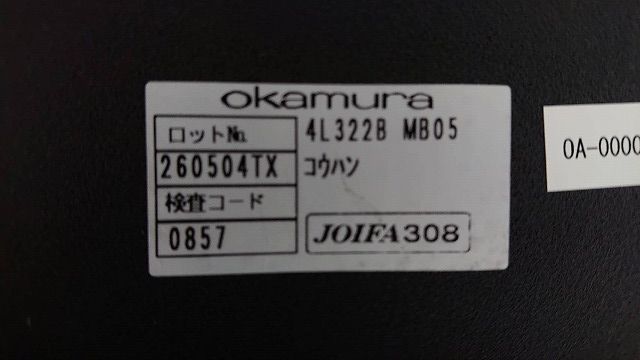 okamura
ロットNo.
4L322B MB05
260504TX
コウハン
検査コード
0857
JOIFA308
OA-0000